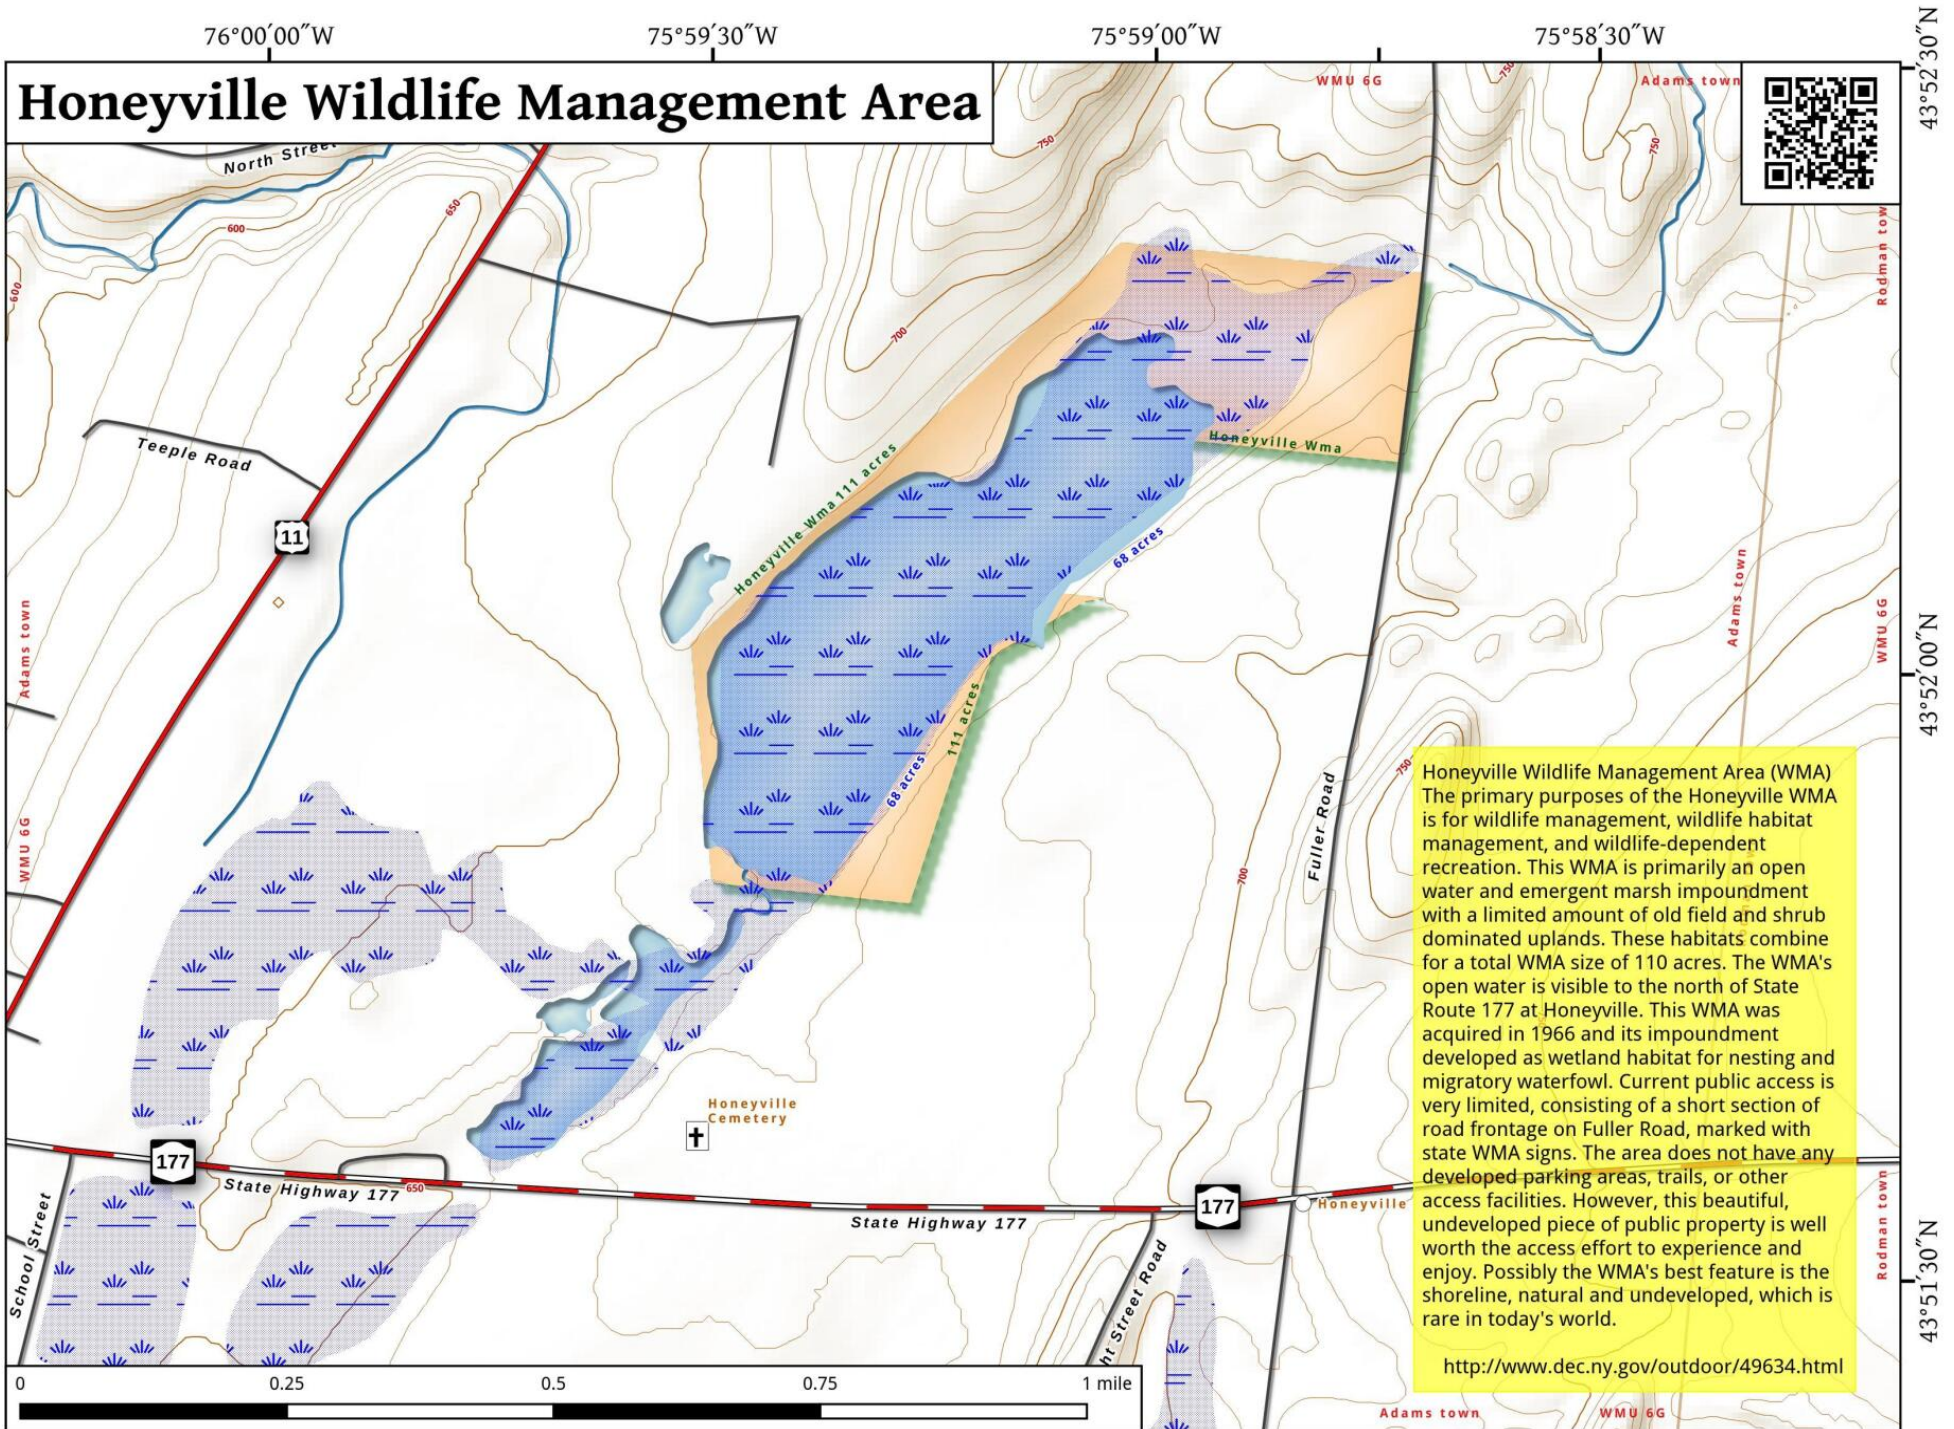 76°00′00″W
75°59′30″W
75°59′00″W
75°58′30″W
43°52′30″N
Honeyville Wildlife Management Area
WMU 6G
Adams town
750
750
750
North Street
650
600
600
Rodman tow
700
Teeple Road
11
Honeyville Wma
Honeyville Wma 111 acres
68 acres
Adams town
Adams town
WMU 6G
43°52′00″N
111 acres
68 acres
750
WMU 6G
Fuller Road
700
Honeyville Wildlife Management Area (WMA)
The primary purposes of the Honeyville WMA
is for wildlife management, wildlife habitat
management, and wildlife-dependent
recreation. This WMA is primarily an open
water and emergent marsh impoundment
with a limited amount of old field and shrub
dominated uplands. These habitats combine
for a total WMA size of 110 acres. The WMA's
open water is visible to the north of State
Route 177 at Honeyville. This WMA was
acquired in 1966 and its impoundment
developed as wetland habitat for nesting and
migratory waterfowl. Current public access is
very limited, consisting of a short section of
road frontage on Fuller Road, marked with
state WMA signs. The area does not have any
developed parking areas, trails, or other
access facilities. However, this beautiful,
undeveloped piece of public property is well
worth the access effort to experience and
enjoy. Possibly the WMA's best feature is the
shoreline, natural and undeveloped, which is
rare in today's world.
http://www.dec.ny.gov/outdoor/49634.html
Honeyville
Cemetery
177
State Highway 177
650
State Highway 177
177
Honeyville
School Street
ht Street Road
Rodman town
43°51′30″N
0
0.25
0.5
0.75
1 mile
Adams town
WMU 6G